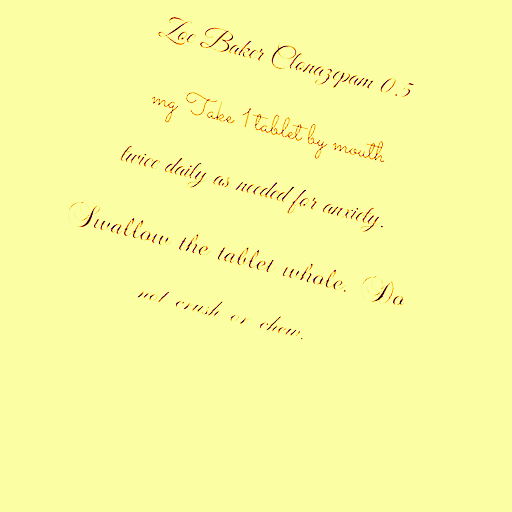 Zoe Baker Clonazepam 0.5
mg Take 1 tablet by mouth
twice daily as needed for anxiety.
Swallow the tablet whole. Do
not crush or chew.